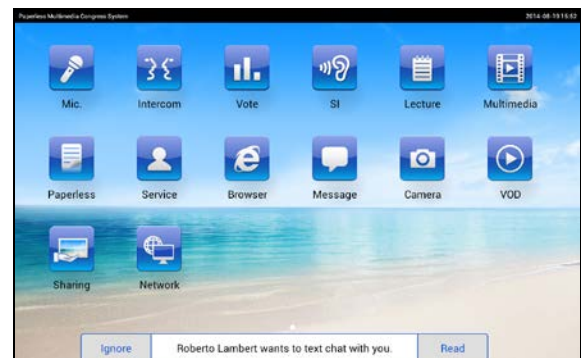 Paperless Multimedia Congress System 2014-08-19 15:52
Mic. Intercom Vote SI Lecture Multimedia
Paperless Service Browser Message Camera VOD
Sharing Network
Ignore Roberto Lambert wants to text chat with you. Read